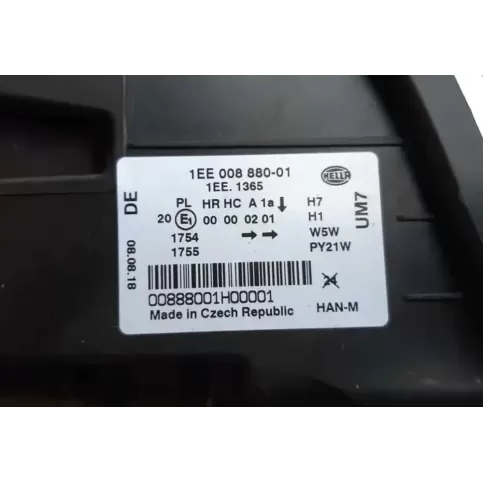 1EE 008 880-01
1EE. 1365
HELLA
DE
08.08.18
PL HR HC A 1a ↓
20 E1 00 00 02 01
1754 → →
1755
H7
H1
W5W
PY21W
UM7
24
00888001H00001
HAN-M
Made in Czech Republic